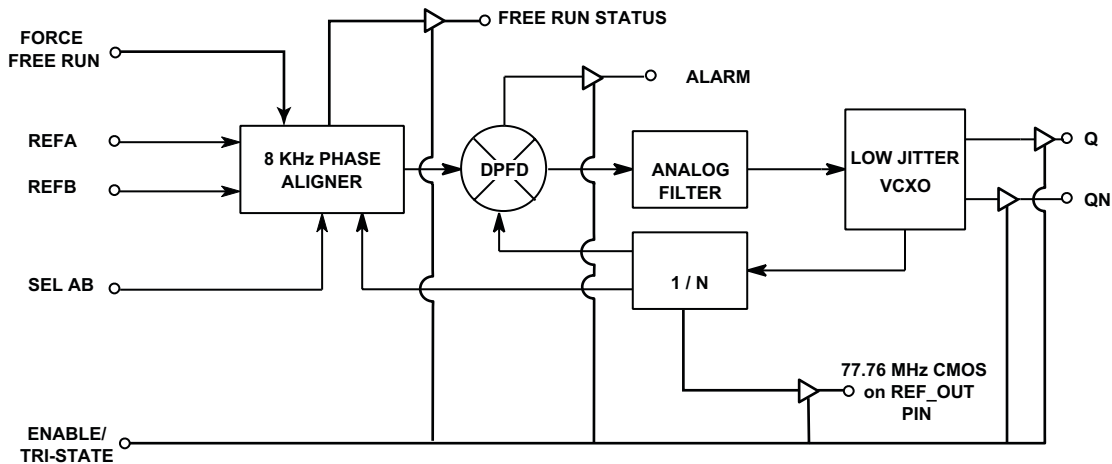 FREE RUN STATUS
FORCE
FREE RUN
ALARM
REFA
8 KHz PHASE
ALIGNER
DPFD
ANALOG
FILTER
LOW JITTER
VCXO
Q
REFB
QN
SEL AB
1 / N
77.76 MHz CMOS
on REF_OUT
PIN
ENABLE/
TRI-STATE